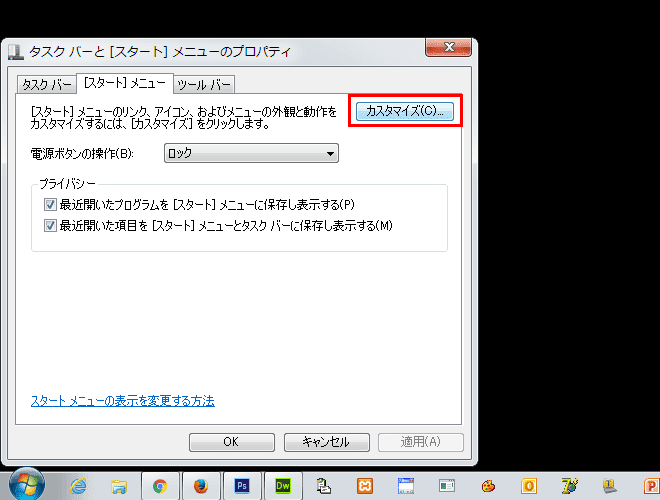 タスク バーと [スタート] メニューのプロパティ
タスク バー
[スタート] メニュー
ツール バー
[スタート] メニューのリンク、アイコン、およびメニューの外観と動作を
カスタマイズするには、[カスタマイズ] をクリックします。
カスタマイズ(C)...
電源ボタンの操作(B):
ロック
プライバシー
最近開いたプログラムを [スタート] メニューに保存し表示する(P)
最近開いた項目を [スタート] メニューとタスク バーに保存し表示する(M)
スタート メニューの表示を変更する方法
OK
キャンセル
適用(A)
Ps
Dw